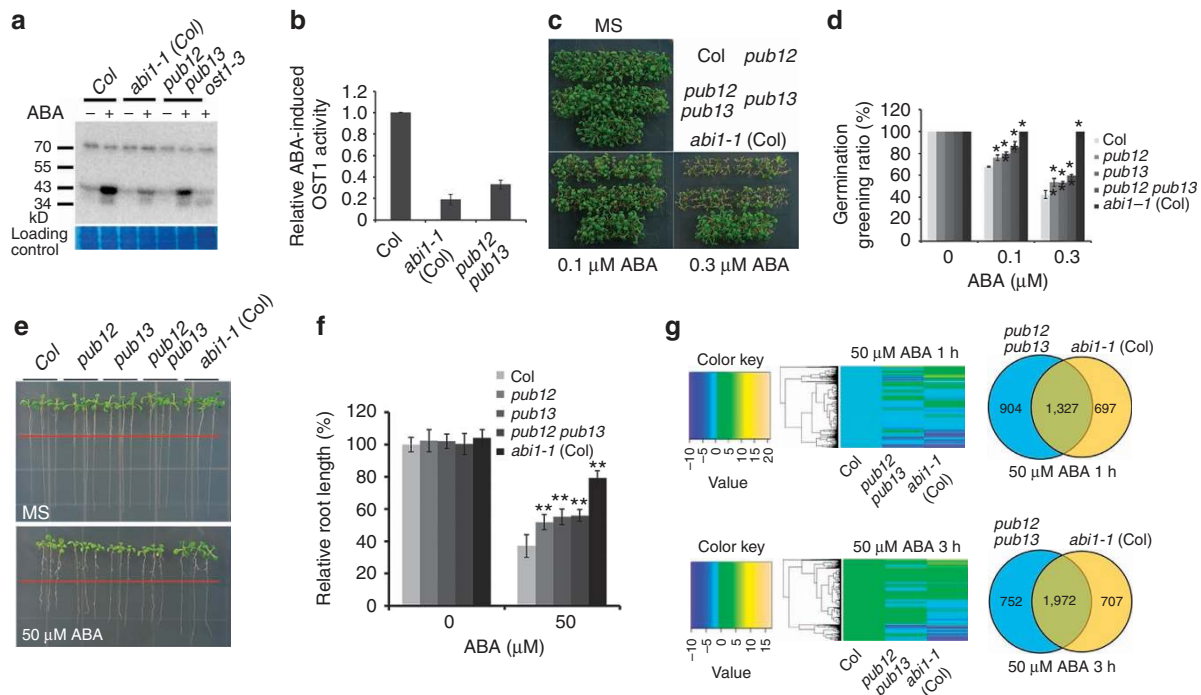 a
Col
abi1-1 (Col)
pub12
pub13
ost1-3
ABA
– + – + – + +
70
55
43
34
kD
Loading
control
b
Relative ABA-induced
OST1 activity
1.2
1.0
0.8
0.6
0.4
0.2
0
Col
abi1-1
(Col)
pub12
pub13
c
MS
Col pub12
pub12
pub13
pub13
abi1-1 (Col)
0.1 μM ABA
0.3 μM ABA
d
Germination
greening ratio (%)
120
100
80
60
40
20
0
* * * * *
* * * * *
0 0.1 0.3
ABA (μM)
Col
pub12
pub13
pub12 pub13
abi1–1 (Col)
e
Col
pub12
pub13
pub12
pub13
abi1-1 (Col)
MS
50 μM ABA
f
Relative root length (%)
120
100
80
60
40
20
0
Col
pub12
pub13
pub12 pub13
abi1-1 (Col)
** ** ** **
0 50
ABA
(μM)
g
Color key
–10 –5 0 5 10 15 20
Value
50 μM ABA 1 h
Col
pub12
pub13
abi1-1
(Col)
pub12
pub13
abi1-1 (Col)
904 1,327 697
50 μM ABA 1 h
Color key
–10 –5 0 5 10 15
Value
50 μM ABA 3 h
Col
pub12
pub13
abi1-1
(Col)
pub12
pub13
abi1-1 (Col)
752 1,972 707
50 μM ABA 3 h